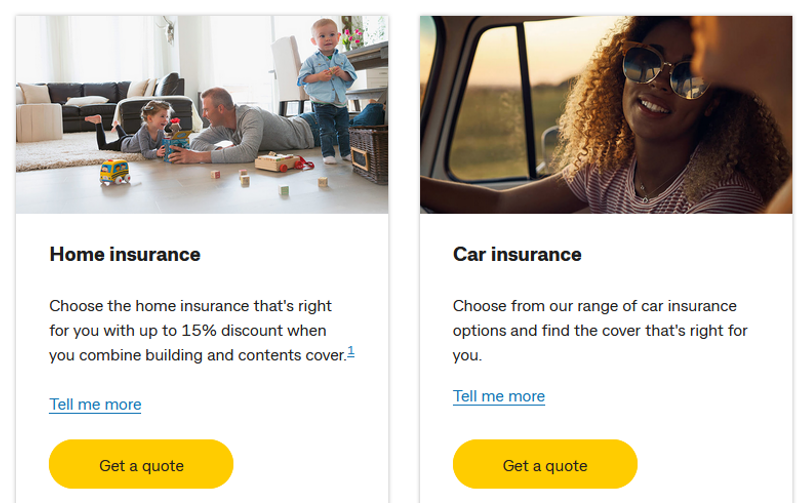 Home insurance
Choose the home insurance that's right
for you with up to 15% discount when
you combine building and contents cover.1
Tell me more
Get a quote
Car insurance
Choose from our range of car insurance
options and find the cover that's right for
you.
Tell me more
Get a quote